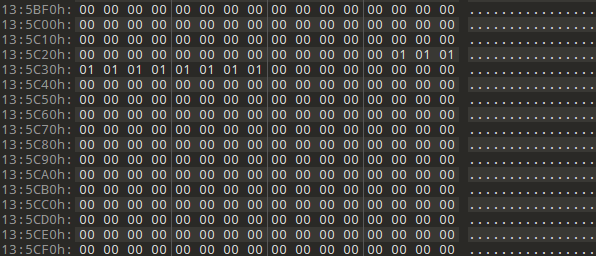 13:5BF0h: 00 00 00 00 00 00 00 00 00 00 00 00 00 00 00 00 ................
13:5C00h: 00 00 00 00 00 00 00 00 00 00 00 00 00 00 00 00 ................
13:5C10h: 00 00 00 00 00 00 00 00 00 00 00 00 00 00 00 00 ................
13:5C20h: 00 00 00 00 00 00 00 00 00 00 00 00 00 01 01 01 ................
13:5C30h: 01 01 01 01 01 01 01 01 00 00 00 00 00 00 00 00 ................
13:5C40h: 00 00 00 00 00 00 00 00 00 00 00 00 00 00 00 00 ................
13:5C50h: 00 00 00 00 00 00 00 00 00 00 00 00 00 00 00 00 ................
13:5C60h: 00 00 00 00 00 00 00 00 00 00 00 00 00 00 00 00 ................
13:5C70h: 00 00 00 00 00 00 00 00 00 00 00 00 00 00 00 00 ................
13:5C80h: 00 00 00 00 00 00 00 00 00 00 00 00 00 00 00 00 ................
13:5C90h: 00 00 00 00 00 00 00 00 00 00 00 00 00 00 00 00 ................
13:5CA0h: 00 00 00 00 00 00 00 00 00 00 00 00 00 00 00 00 ................
13:5CB0h: 00 00 00 00 00 00 00 00 00 00 00 00 00 00 00 00 ................
13:5CC0h: 00 00 00 00 00 00 00 00 00 00 00 00 00 00 00 00 ................
13:5CD0h: 00 00 00 00 00 00 00 00 00 00 00 00 00 00 00 00 ................
13:5CE0h: 00 00 00 00 00 00 00 00 00 00 00 00 00 00 00 00 ................
13:5CF0h: 00 00 00 00 00 00 00 00 00 00 00 00 00 00 00 00 ................